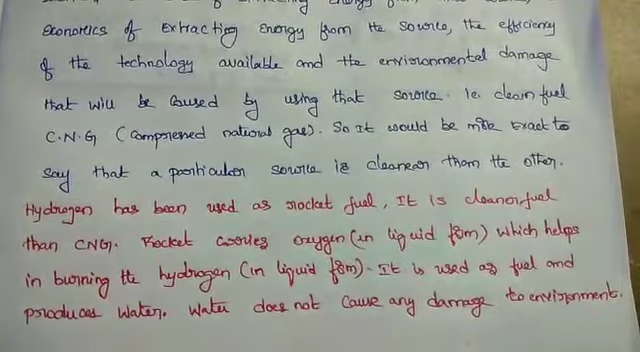 of extracting energy from
economics of Extracting Energy from the source, the efficiency
of the technology available and the environmental damage
that will be caused by using that source. ie. clean fuel
C.N.G (compressed natural gas). So It would be more Exact to
say that a particular source is cleaner than the other.
Hydrogen has been used as rocket fuel, It is cleaner fuel
than CNG. Rocket carries oxygen (in liquid form) which helps
in burning the hydrogen (in liquid form). It is used as fuel and
produces water. Water does not cause any damage to environment.